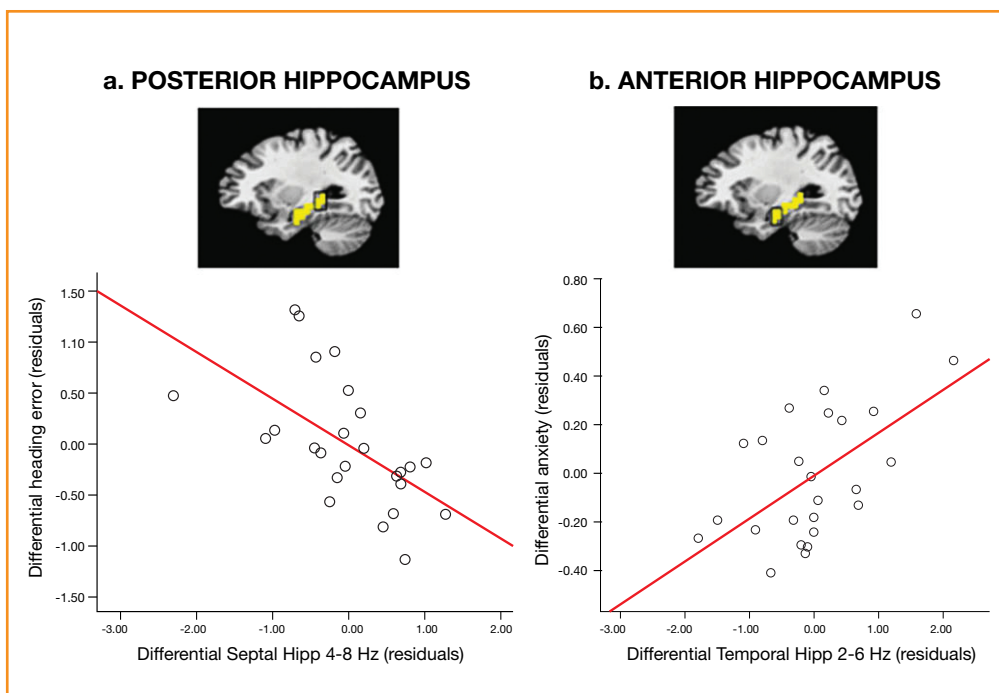 a. POSTERIOR HIPPOCAMPUS
Differential heading error (residuals)
1.50
1.10
0.50
0.00
-0.50
-1.00
-1.50
-3.00 -2.00 -1.00 0.00 1.00 2.00
Differential Septal Hipp 4-8 Hz (residuals)
b. ANTERIOR HIPPOCAMPUS
Differential anxiety (residuals)
0.80
0.60
0.40
0.20
0.00
-0.20
-0.40
-3.00 -2.00 -1.00 0.00 1.00 2.00
Differential Temporal Hipp 2-6 Hz (residuals)